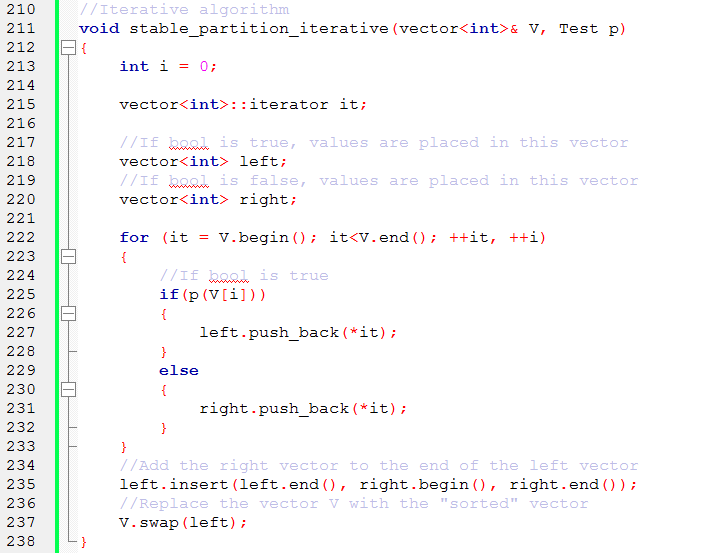 210 //Iterative algorithm
211 void stable_partition_iterative(vector<int>& V, Test p)
212 {
213 int i = 0;
214
215 vector<int>::iterator it;
216
217 //If bool is true, values are placed in this vector
218 vector<int> left;
219 //If bool is false, values are placed in this vector
220 vector<int> right;
221
222 for (it = V.begin(); it<V.end(); ++it, ++i)
223 {
224 //If bool is true
225 if(p(V[i]))
226 {
227 left.push_back(*it);
228 }
229 else
230 {
231 right.push_back(*it);
232 }
233 }
234 //Add the right vector to the end of the left vector
235 left.insert(left.end(), right.begin(), right.end());
236 //Replace the vector V with the "sorted" vector
237 V.swap(left);
238 }